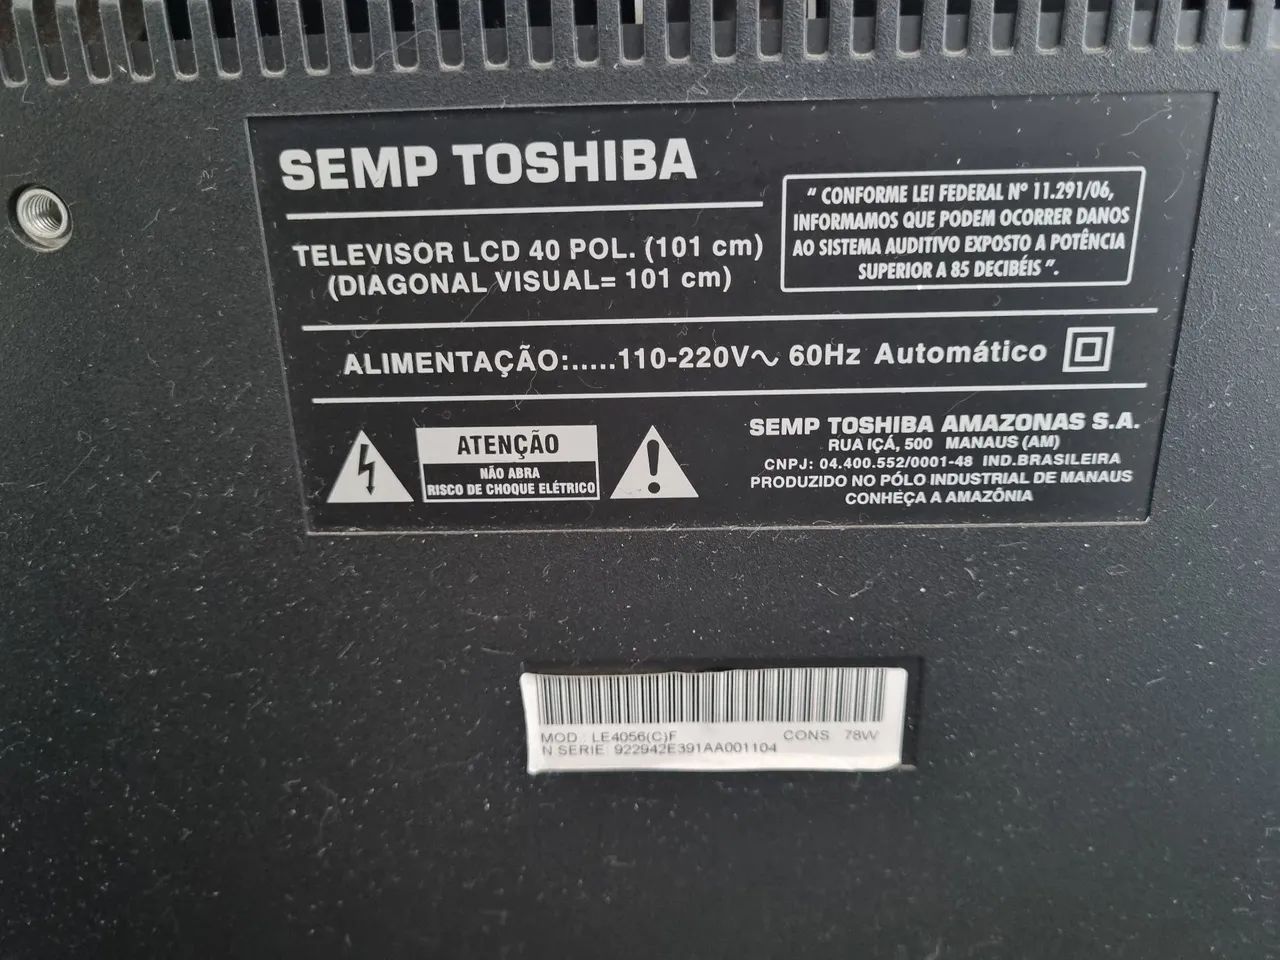 SEMP TOSHIBA
TELEVISOR LCD 40 POL. (101 cm)
(DIAGONAL VISUAL= 101 cm)
" CONFORME LEI FEDERAL Nº 11.291/06,
INFORMAMOS QUE PODEM OCORRER DANOS
AO SISTEMA AUDITIVO EXPOSTO A POTÊNCIA
SUPERIOR A 85 DECIBÉIS ".
ALIMENTAÇÃO:.....110-220V∿ 60Hz Automático
ATENÇÃO
NÃO ABRA
RISCO DE CHOQUE ELÉTRICO
SEMP TOSHIBA AMAZONAS S.A.
RUA IÇÁ, 500 MANAUS (AM)
CNPJ: 04.400.552/0001-48 IND.BRASILEIRA
PRODUZIDO NO PÓLO INDUSTRIAL DE MANAUS
CONHEÇA A AMAZÔNIA
MOD : LE4056(C)F CONS 78W
N SERIE 922942E391AA001104